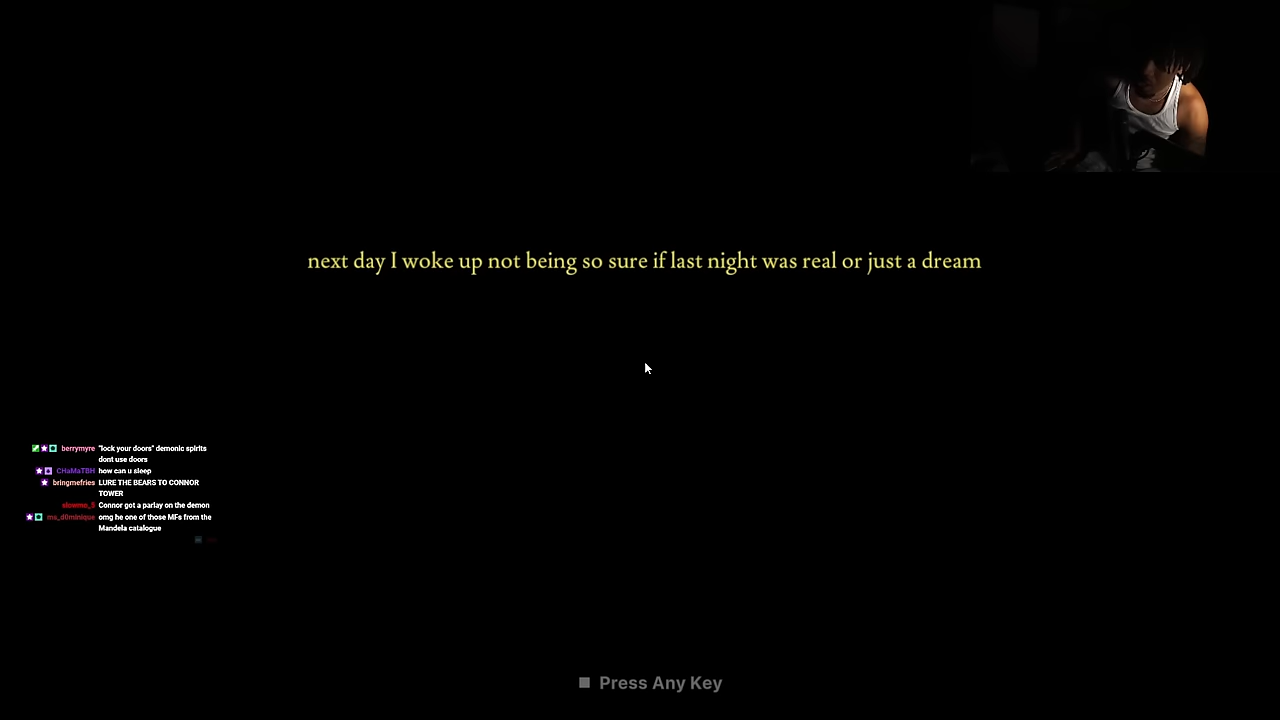 next day I woke up not being so sure if last night was real or just a dream
berrymyre "lock your doors" demonic spirits
dont use doors
CHaMaTBH how can u sleep
bringmefries LURE THE BEARS TO CONNOR
TOWER
slowmo_5 Connor got a parlay on the demon
ms_d0minique omg he one of those MFs from the
Mandela catalogue
Press Any Key